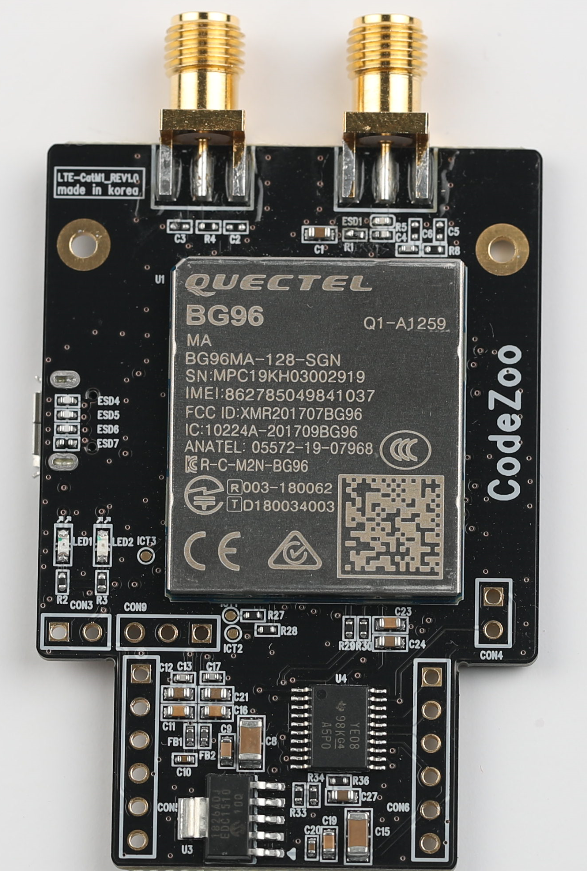 LTE-CatM1_REV1.0
made in korea
C3 R4 C2
C1 ESD1 R1 R5 C4 C6 C5 R8
U1
QUECTEL
BG96
Q1-A1259
MA
BG96MA-128-SGN
SN:MPC19KH03002919
IMEI:862785049841037
FCC ID:XMR201707BG96
IC:10224A-201709BG96
ANATEL: 05572-19-07968
CCC
R-C-M2N-BG96
R 003-180062
T D180034003
CE
CodeZoo
ESD4
ESD5
ESD6
ESD7
LED1 LED2 ICT3
R2 R3
CON3 CON9
ICT2
R27
R28
R29 R30
C23
C24
CON4
C12 C13 C17
C21
C16
C11
FB1 FB2
C9 C8
C10
U4
YE08
98KG4
A5P0
CON6
R34 R36
C27
R33
C20 C19 C15
U3